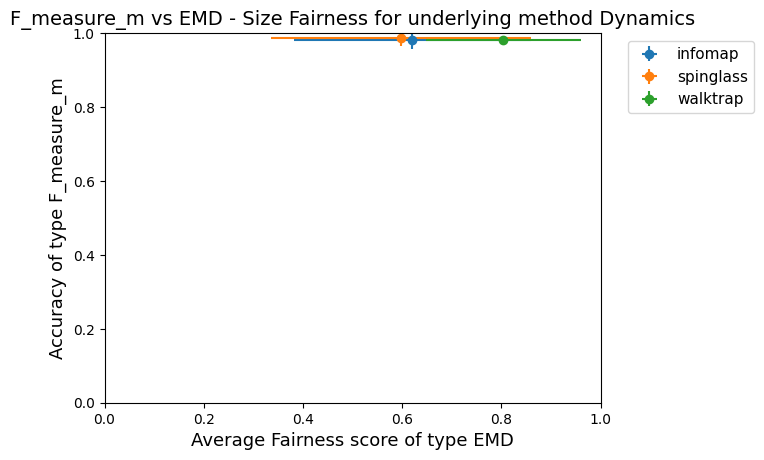 F_measure_m vs EMD - Size Fairness for underlying method Dynamics
infomap
spinglass
walktrap
Accuracy of type F_measure_m
1.0
0.8
0.6
0.4
0.2
0.0
0.0 0.2 0.4 0.6 0.8 1.0
Average Fairness score of type EMD